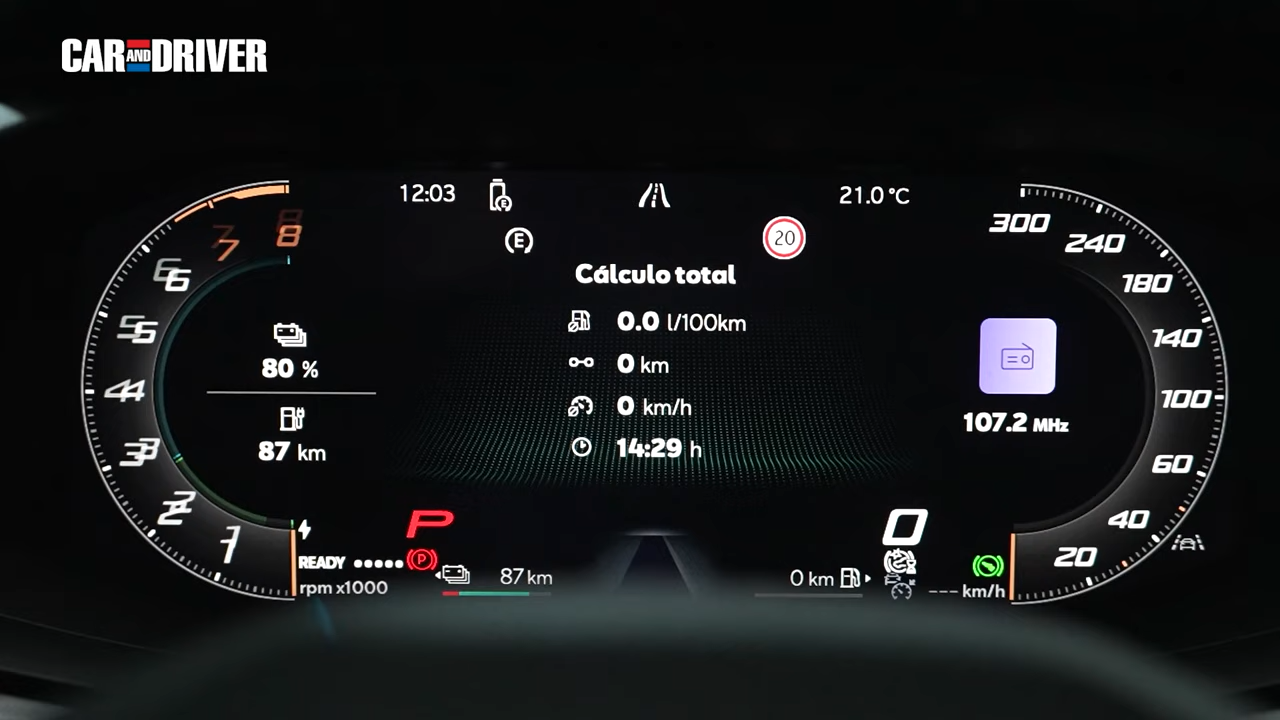 CAR AND DRIVER
12:03
21.0 °C
E
E
20
Cálculo total
0.0 l/100km
0 km
0 km/h
14:29 h
80 %
87 km
107.2 MHz
8
7
6
5
4
3
2
1
300
240
180
140
100
60
40
20
P
0
READY
P
rpm x1000
87 km
0 km
--- km/h